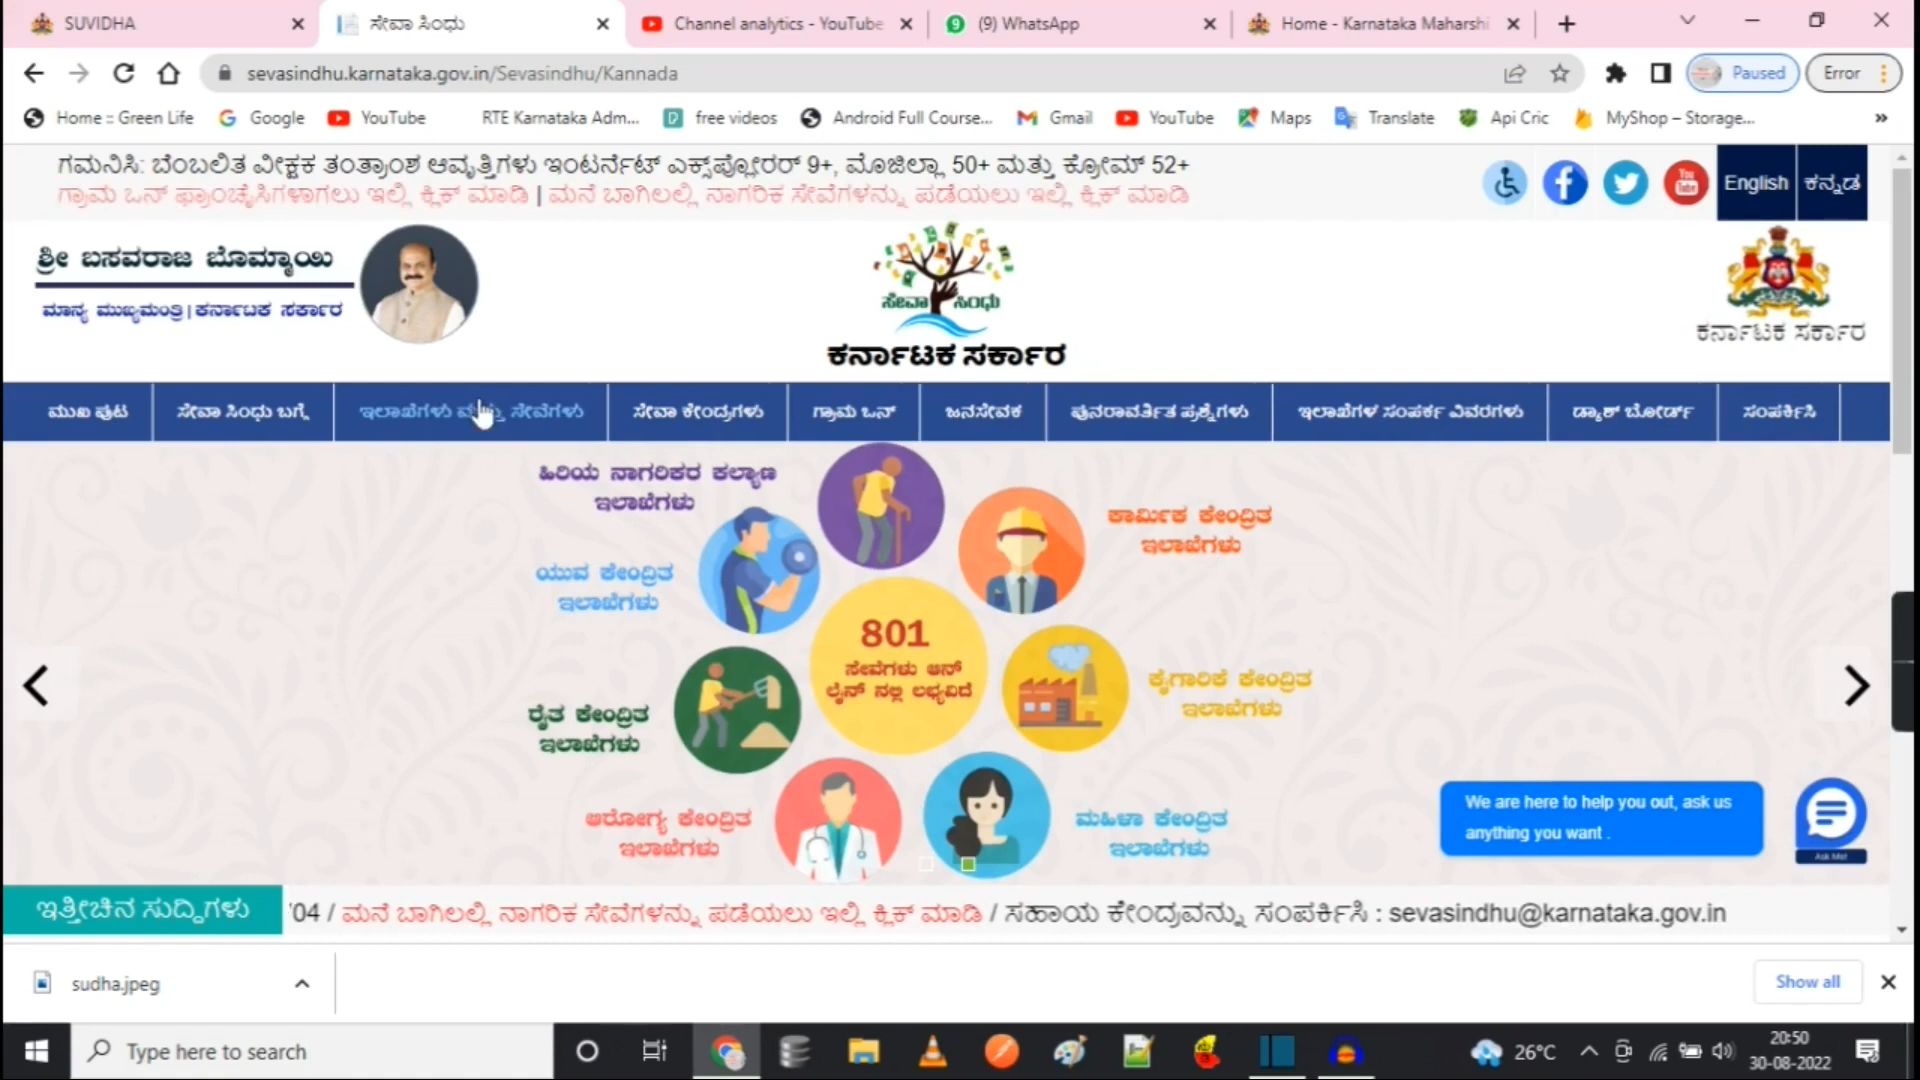 SUVIDHA
ಸೇವಾ ಸಿಂಧು
Channel analytics - YouTube
(9) WhatsApp
Home - Karnataka Maharshi
sevasindhu.karnataka.gov.in/Sevasindhu/Kannada
Paused
Error
Home :: Green Life
Google
YouTube
RTE Karnataka Adm...
free videos
Android Full Course...
Gmail
YouTube
Maps
Translate
Api Cric
MyShop – Storage...
ಗಮನಿಸಿ: ಬೆಂಬಲಿತ ವೀಕ್ಷಕ ತಂತ್ರಾಂಶ ಆವೃತ್ತಿಗಳು ಇಂಟರ್ನೆಟ್ ಎಕ್ಸ್‌ಪ್ಲೋರರ್ 9+, ಮೊಜಿಲ್ಲಾ 50+ ಮತ್ತು ಕ್ರೋಮ್ 52+
ಗ್ರಾಮ ಒನ್ ಫ್ರಾಂಚೈಸಿಗಳಾಗಲು ಇಲ್ಲಿ ಕ್ಲಿಕ್ ಮಾಡಿ | ಮನೆ ಬಾಗಿಲಲ್ಲಿ ನಾಗರಿಕ ಸೇವೆಗಳನ್ನು ಪಡೆಯಲು ಇಲ್ಲಿ ಕ್ಲಿಕ್ ಮಾಡಿ
You Tube
English
ಕನ್ನಡ
ಶ್ರೀ ಬಸವರಾಜ ಬೊಮ್ಮಾಯಿ
ಮಾನ್ಯ ಮುಖ್ಯಮಂತ್ರಿ | ಕರ್ನಾಟಕ ಸರ್ಕಾರ
ಸೇವಾ ಸಿಂಧು
ಕರ್ನಾಟಕ ಸರ್ಕಾರ
ಕರ್ನಾಟಕ ಸರ್ಕಾರ
ಮುಖ ಪುಟ
ಸೇವಾ ಸಿಂಧು ಬಗ್ಗೆ
ಇಲಾಖೆಗಳು ಮತ್ತು ಸೇವೆಗಳು
ಸೇವಾ ಕೇಂದ್ರಗಳು
ಗ್ರಾಮ ಒನ್
ಜನಸೇವಕ
ಪುನರಾವರ್ತಿತ ಪ್ರಶ್ನೆಗಳು
ಇಲಾಖೆಗಳ ಸಂಪರ್ಕ ವಿವರಗಳು
ಡ್ಯಾಶ್ ಬೋರ್ಡ್
ಸಂಪರ್ಕಿಸಿ
ಹಿರಿಯ ನಾಗರಿಕರ ಕಲ್ಯಾಣ
ಇಲಾಖೆಗಳು
ಕಾರ್ಮಿಕ ಕೇಂದ್ರಿತ
ಇಲಾಖೆಗಳು
ಯುವ ಕೇಂದ್ರಿತ
ಇಲಾಖೆಗಳು
801
ಸೇವೆಗಳು ಆನ್
ಲೈನ್ ನಲ್ಲಿ ಲಭ್ಯವಿದೆ
ಕೈಗಾರಿಕೆ ಕೇಂದ್ರಿತ
ಇಲಾಖೆಗಳು
ರೈತ ಕೇಂದ್ರಿತ
ಇಲಾಖೆಗಳು
ಆರೋಗ್ಯ ಕೇಂದ್ರಿತ
ಇಲಾಖೆಗಳು
ಮಹಿಳಾ ಕೇಂದ್ರಿತ
ಇಲಾಖೆಗಳು
We are here to help you out, ask us
anything you want .
Ask Me!
ಇತ್ತೀಚಿನ ಸುದ್ದಿಗಳು
'04 / ಮನೆ ಬಾಗಿಲಲ್ಲಿ ನಾಗರಿಕ ಸೇವೆಗಳನ್ನು ಪಡೆಯಲು ಇಲ್ಲಿ ಕ್ಲಿಕ್ ಮಾಡಿ / ಸಹಾಯ ಕೇಂದ್ರವನ್ನು ಸಂಪರ್ಕಿಸಿ : sevasindhu@karnataka.gov.in
sudha.jpeg
Show all
Type here to search
26°C
20:50
30-08-2022